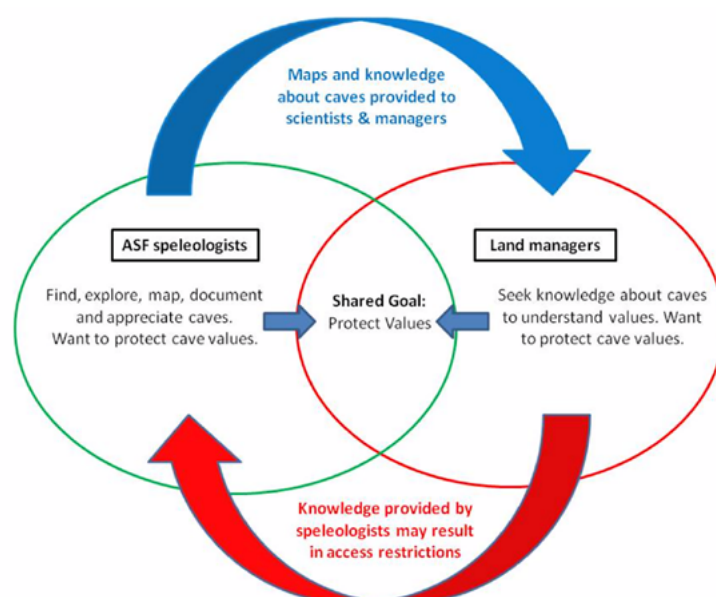 Maps and knowledge
about caves provided to
scientists & managers
ASF speleologists
Find, explore, map, document
and appreciate caves.
Want to protect cave values.
Shared Goal:
Protect Values
Land managers
Seek knowledge about caves
to understand values. Want
to protect cave values.
Knowledge provided by
speleologists may result
in access restrictions